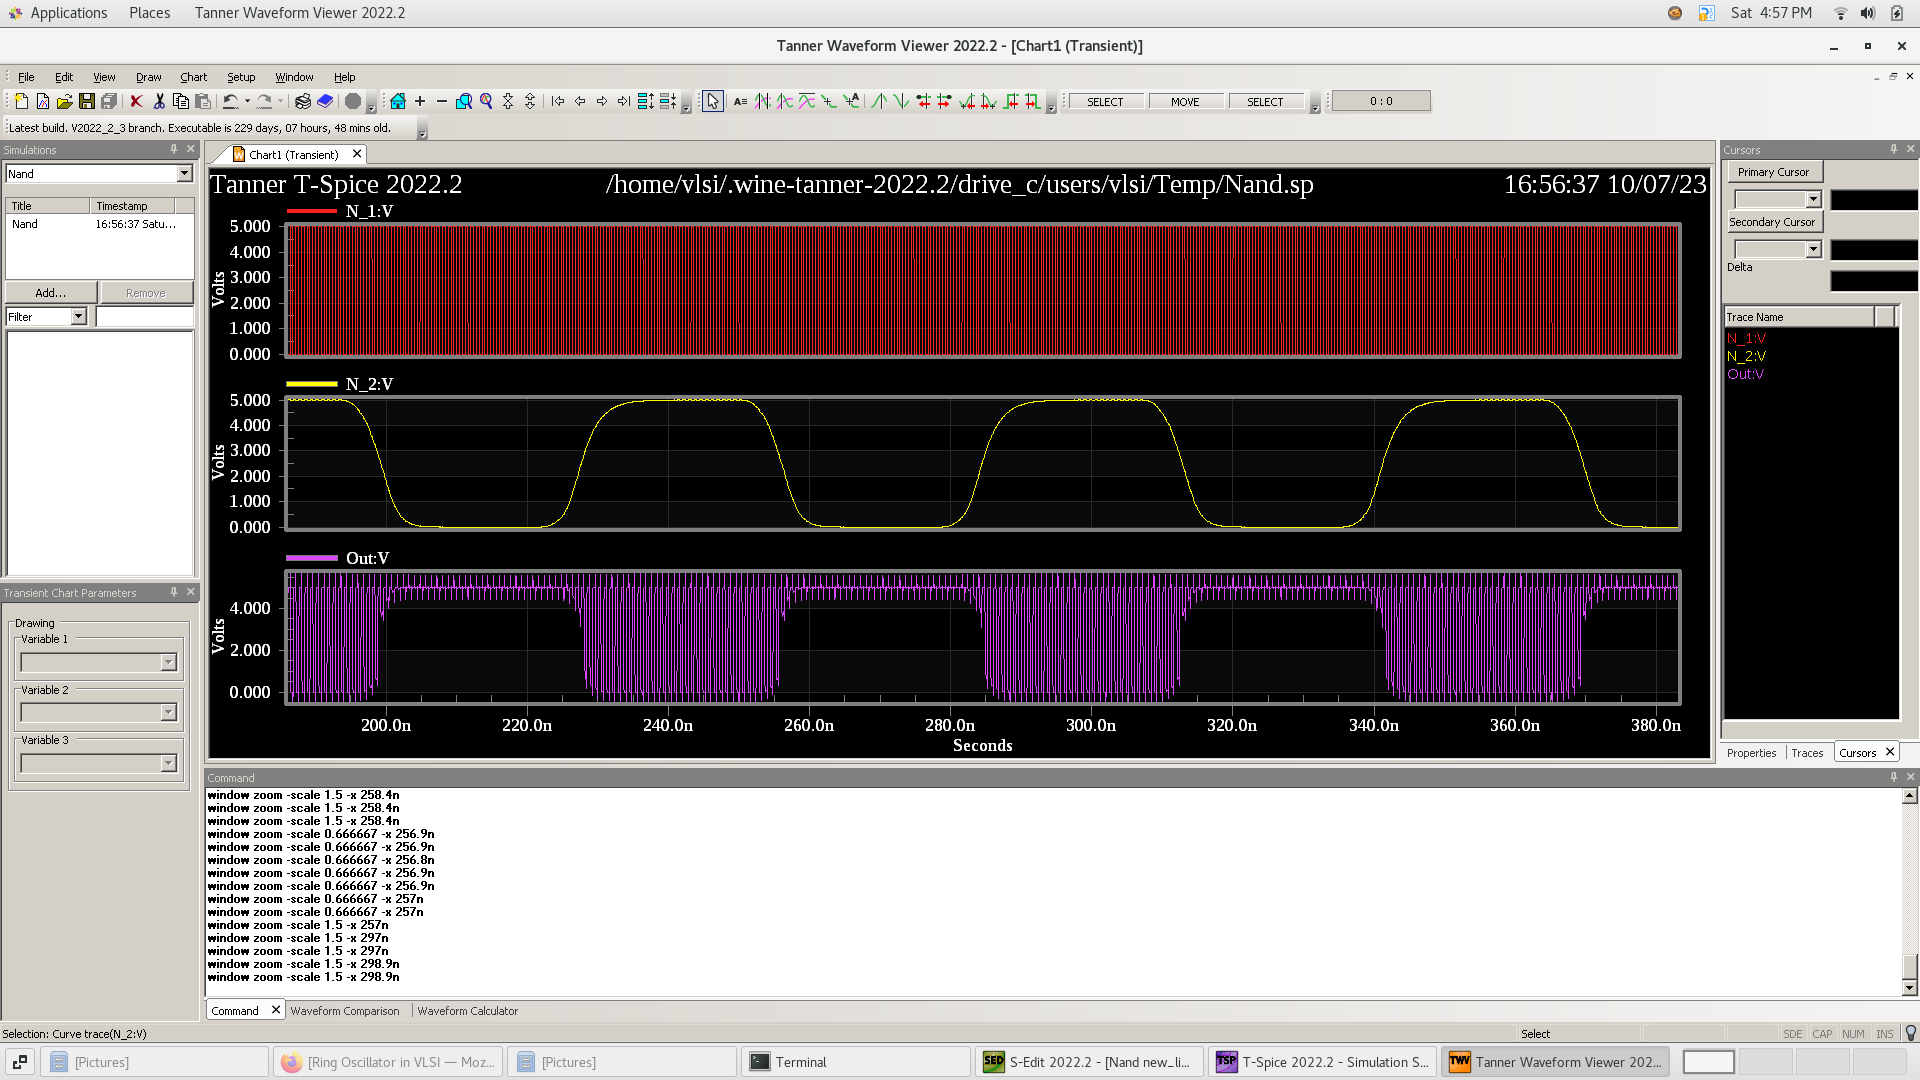 Applications Places Tanner Waveform Viewer 2022.2 Sat 4:57 PM
Tanner Waveform Viewer 2022.2 - [Chart1 (Transient)]
File Edit View Draw Chart Setup Window Help
SELECT MOVE SELECT 0 : 0
Latest build. V2022_2_3 branch. Executable is 229 days, 07 hours, 48 mins old.
Simulations
Nand
Title Timestamp
Nand 16:56:37 Satu...
Add... Remove
Filter
Transient Chart Parameters
Drawing
Variable 1
Variable 2
Variable 3
Chart1 (Transient)
Tanner T-Spice 2022.2 /home/vlsi/.wine-tanner-2022.2/drive_c/users/vlsi/Temp/Nand.sp 16:56:37 10/07/23
N_1:V
5.000
4.000
3.000
2.000
1.000
0.000
Volts
N_2:V
5.000
4.000
3.000
2.000
1.000
0.000
Volts
Out:V
4.000
2.000
0.000
Volts
200.0n 220.0n 240.0n 260.0n 280.0n 300.0n 320.0n 340.0n 360.0n 380.0n
Seconds
Cursors
Primary Cursor
Secondary Cursor
Delta
Trace Name
N_1:V
N_2:V
Out:V
Properties Traces Cursors
Command
window zoom -scale 1.5 -x 258.4n
window zoom -scale 1.5 -x 258.4n
window zoom -scale 1.5 -x 258.4n
window zoom -scale 0.666667 -x 256.9n
window zoom -scale 0.666667 -x 256.9n
window zoom -scale 0.666667 -x 256.8n
window zoom -scale 0.666667 -x 256.9n
window zoom -scale 0.666667 -x 256.9n
window zoom -scale 0.666667 -x 257n
window zoom -scale 0.666667 -x 257n
window zoom -scale 1.5 -x 257n
window zoom -scale 1.5 -x 297n
window zoom -scale 1.5 -x 297n
window zoom -scale 1.5 -x 298.9n
window zoom -scale 1.5 -x 298.9n
Command Waveform Comparison Waveform Calculator
Selection: Curve trace(N_2:V) Select SDE CAP NUM INS
[Pictures] [Ring Oscillator in VLSI — Moz... [Pictures] Terminal S-Edit 2022.2 - [Nand new_li... T-Spice 2022.2 - Simulation S... Tanner Waveform Viewer 202...